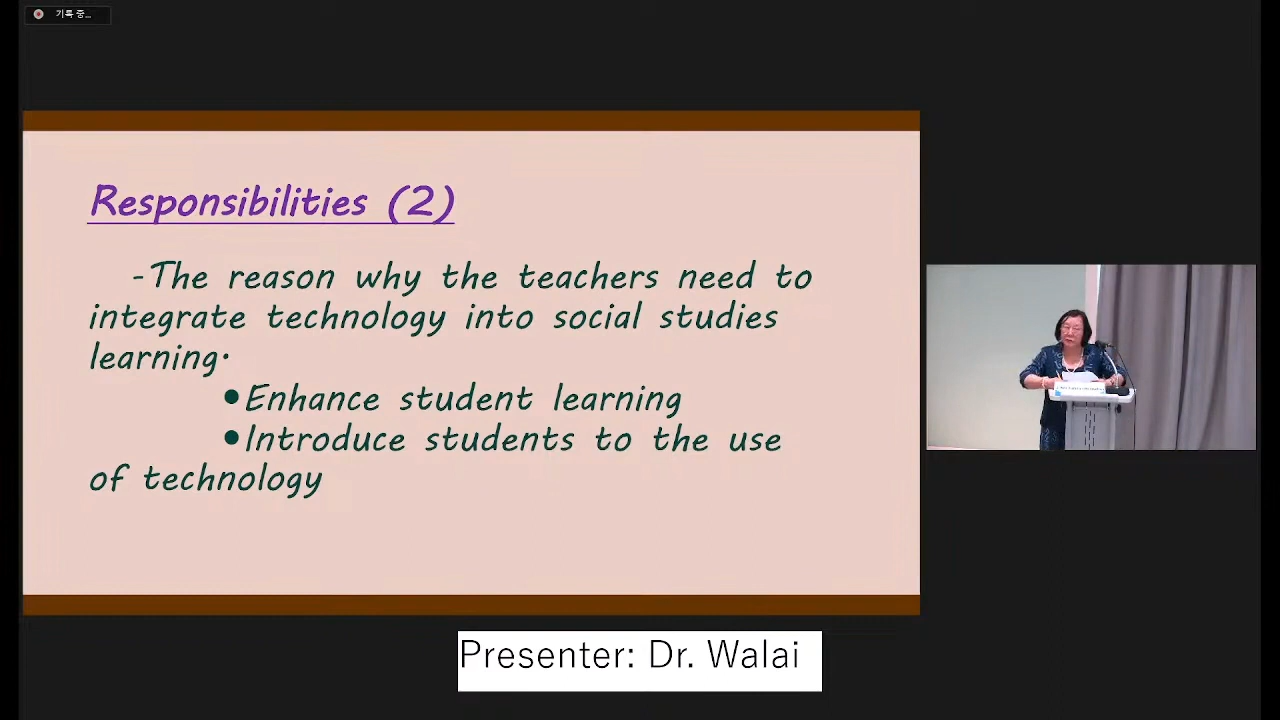 기록 중...
Responsibilities (2)
-The reason why the teachers need to
integrate technology into social studies
learning.
•Enhance student learning
•Introduce students to the use
of technology
Presenter: Dr. Walai